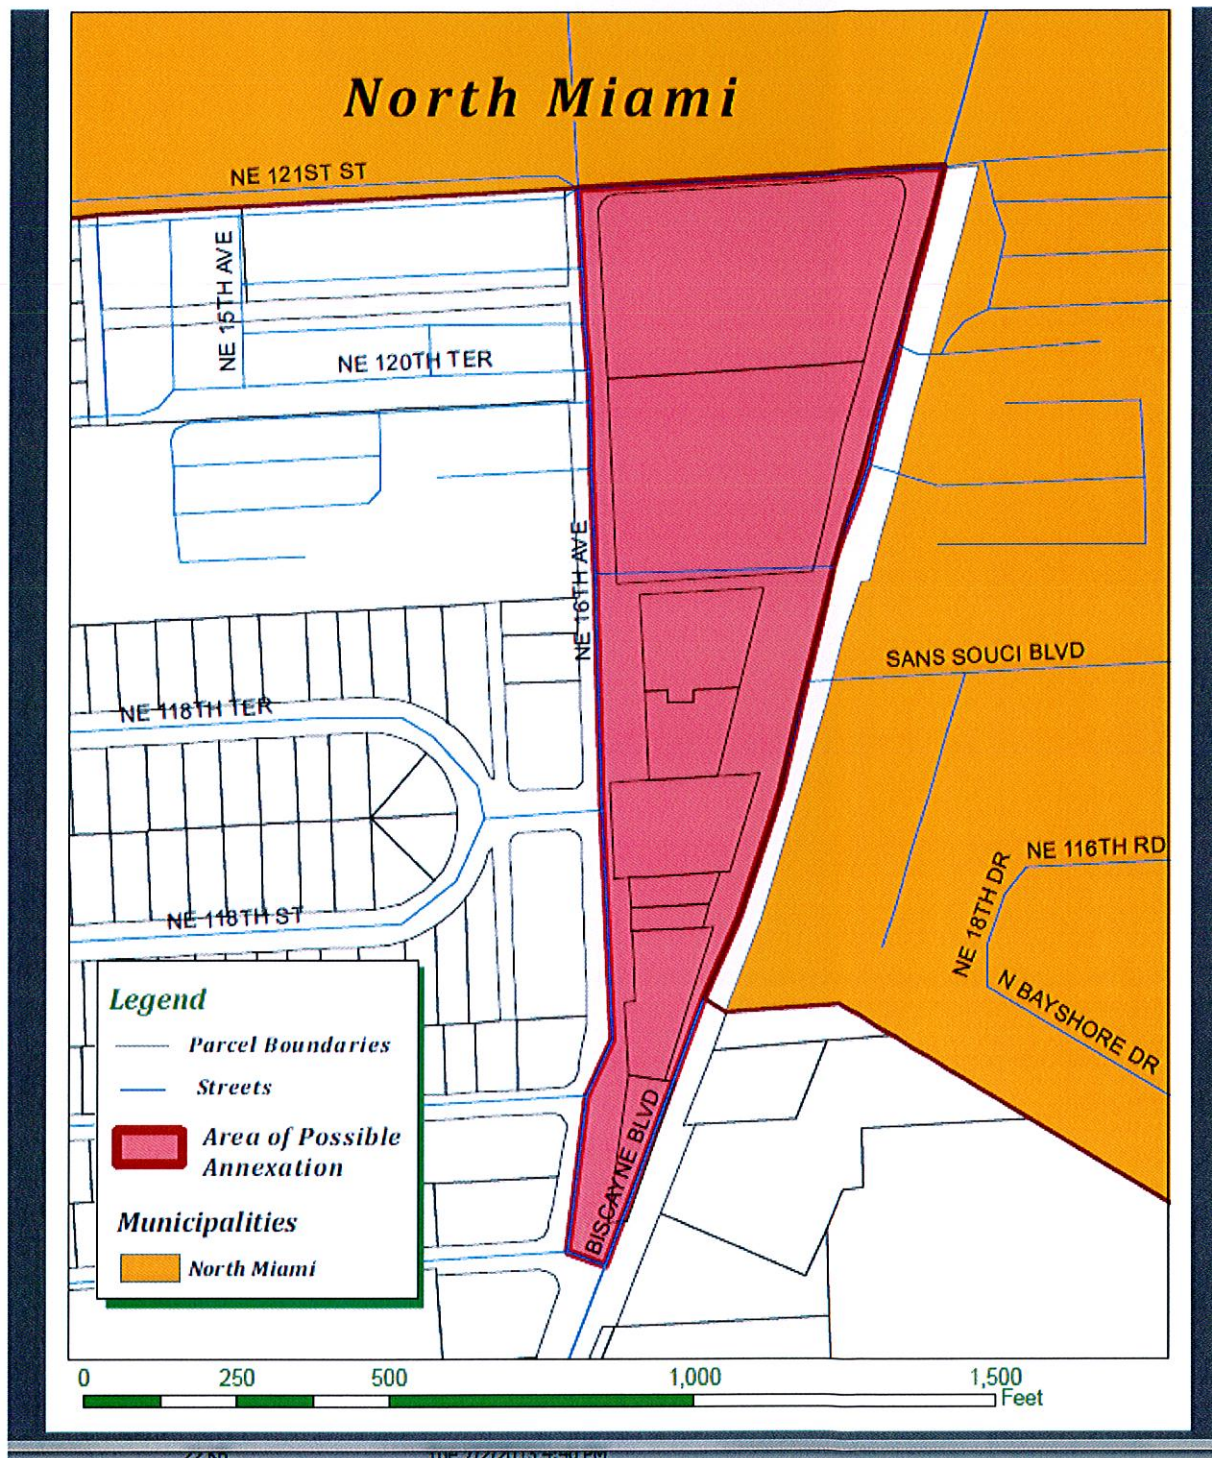 North Miami
NE 121ST ST
NE 15TH AVE
NE 120TH TER
NE 16TH AVE
SANS SOUCI BLVD
NE 118TH TER
NE 116TH RD
NE 18TH DR
NE 118TH ST
N BAYSHORE DR
BISCAYNE BLVD
Legend
Parcel Boundaries
Streets
Area of Possible
Annexation
Municipalities
North Miami
0 250 500 1,000 1,500
Feet